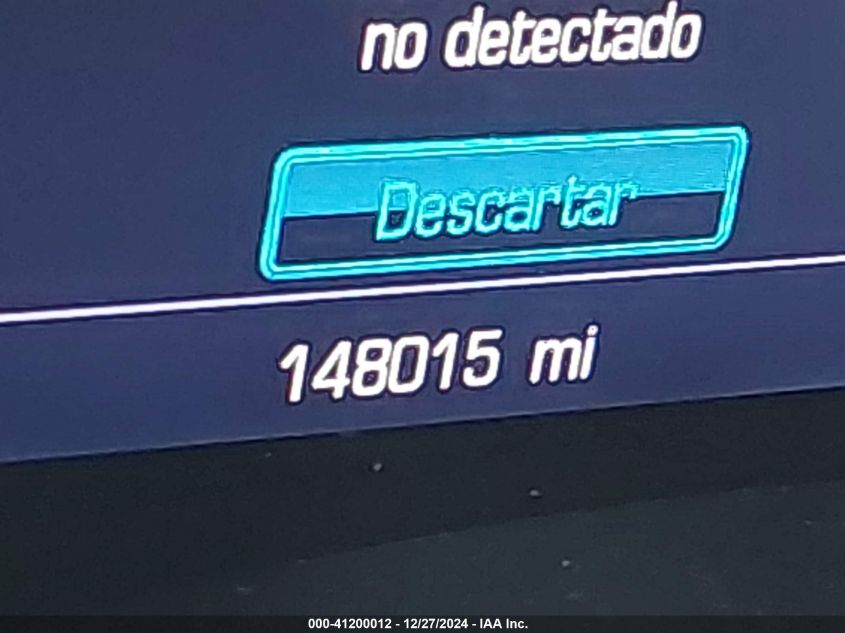 no detectado
Descartar
148015 mi
000-41200012 - 12/27/2024 - IAA Inc.